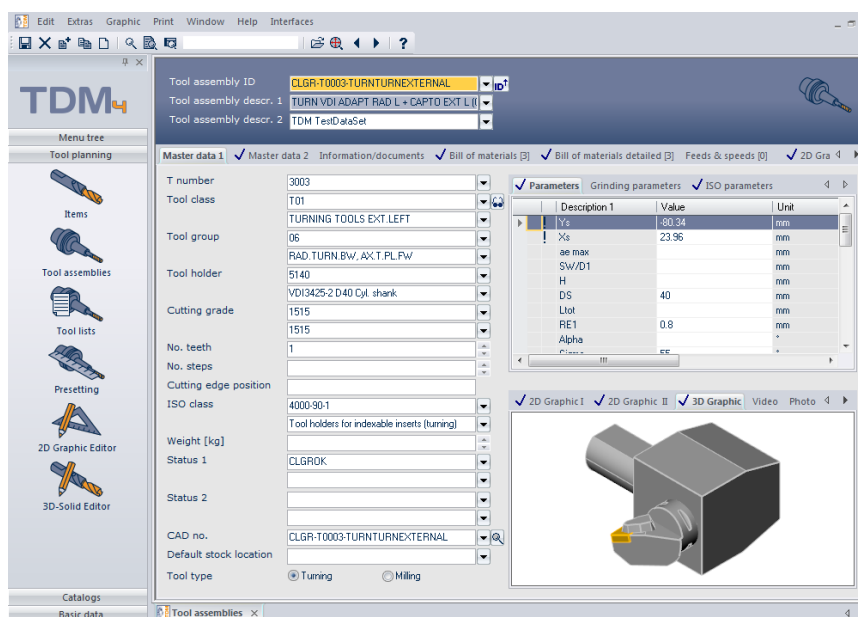 Edit Extras Graphic Print Window Help Interfaces
?
TDM4
Menu tree
Tool planning
Items
Tool assemblies
Tool lists
Presetting
2D Graphic Editor
3D-Solid Editor
Catalogs
Basic data
Tool assembly ID CLGR-T0003-TURNTURNEXTERNAL ID
Tool assembly descr. 1 TURN VDI ADAPT RAD L + CAPTO EXT L
Tool assembly descr. 2 TDM TestDataSet
Master data 1 Master data 2 Information/documents Bill of materials [3] Bill of materials detailed [3] Feeds & speeds [0] 2D Gra
T number 3003
Tool class T01
TURNING TOOLS EXT.LEFT
Tool group 06
RAD.TURN.BW, AX.T.PL.FW
Tool holder 5140
VDI3425-2 D40 Cyl. shank
Cutting grade 1515
1515
No. teeth 1
No. steps
Cutting edge position
ISO class 4000-90-1
Tool holders for indexable inserts (turning)
Weight [kg]
Status 1 CLGROK
Status 2
CAD no. CLGR-T0003-TURNTURNEXTERNAL
Default stock location
Tool type Turning Milling
Parameters Grinding parameters ISO parameters
Description 1 Value Unit
! Ys -80.34 mm
! Xs 23.96 mm
ae max mm
SW/D1 mm
H mm
DS 40 mm
Ltot mm
RE1 0.8 mm
Alpha °
2D Graphic I 2D Graphic II 3D Graphic Video Photo
Tool assemblies